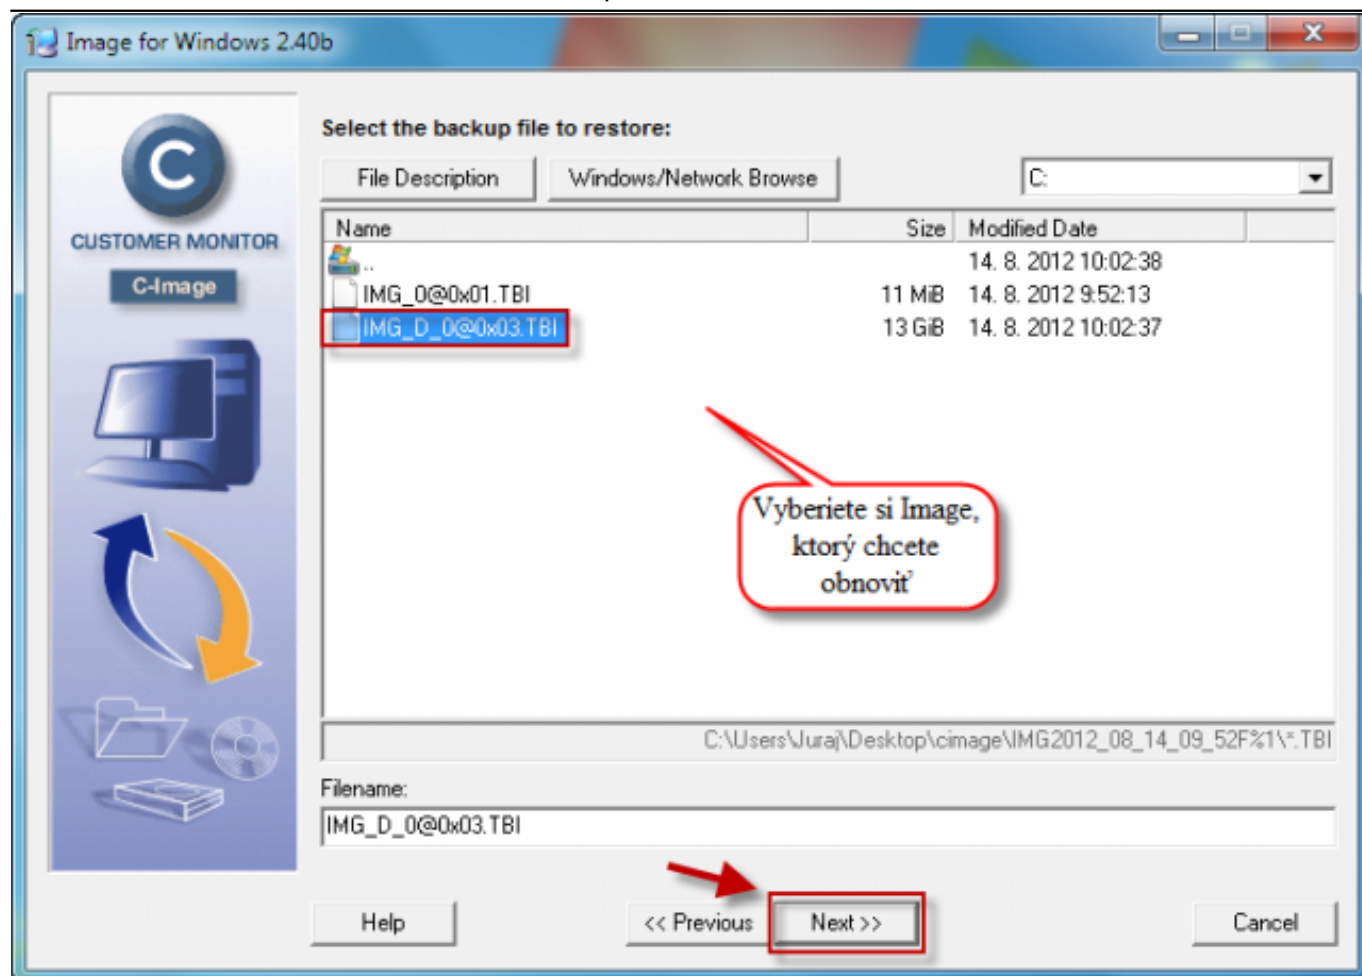 Image for Windows 2.40b
C
CUSTOMER MONITOR
C-Image
Select the backup file to restore:
File Description
Windows/Network Browse
C:
Name Size Modified Date
.. 14. 8. 2012 10:02:38
IMG_0@0x01.TBI 11 MiB 14. 8. 2012 9:52:13
IMG_D_0@0x03.TBI 13 GiB 14. 8. 2012 10:02:37
Vyberiete si Image,
ktorý chcete
obnoviť
C:\Users\Juraj\Desktop\cimage\IMG2012_08_14_09_52F%1\*.TBI
Filename:
IMG_D_0@0x03.TBI
Help
<< Previous
Next >>
Cancel